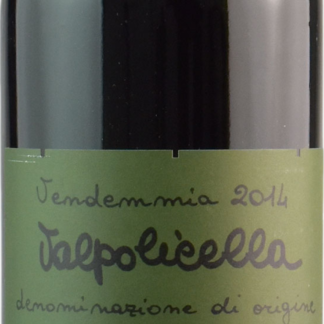 Vendemmia 2014
Valpolicella
denominazione di origine